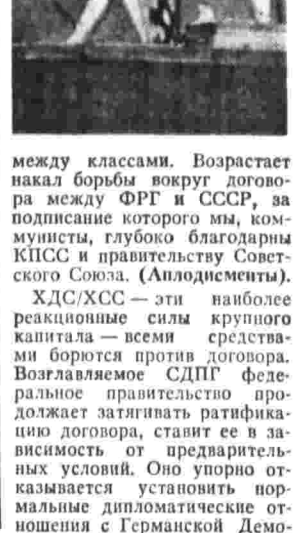 между классами. Возрастает
накал борьбы вокруг догово-
ра между ФРГ и СССР, за
подписание которого мы, ком-
мунисты, глубоко благодарны
КПСС и правительству Совет-
ского Союза. (Аплодисменты).
ХДС/ХСС — эти наиболее
реакционные силы крупного
капитала — всеми средства-
ми борются против договора.
Возглавляемое СДПГ феде-
ральное правительство про-
должает затягивать ратифика-
цию договора, ставит ее в за-
висимость от предваритель-
ных условий. Оно упорно от-
казывается установить нор-
мальные дипломатические от-
ношения с Германской Демо-